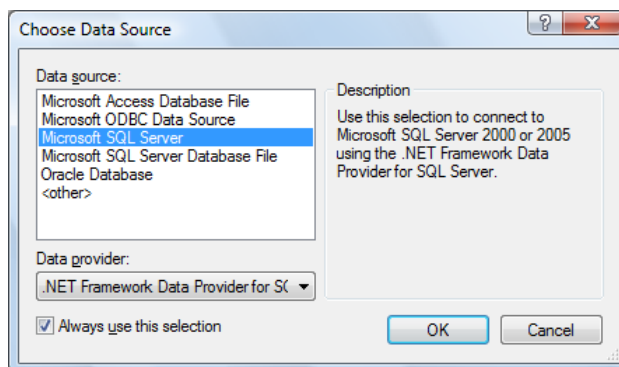 Choose Data Source
Data source:
Microsoft Access Database File
Microsoft ODBC Data Source
Microsoft SQL Server
Microsoft SQL Server Database File
Oracle Database
<other>
Description
Use this selection to connect to
Microsoft SQL Server 2000 or 2005
using the .NET Framework Data
Provider for SQL Server.
Data provider:
.NET Framework Data Provider for SQ
Always use this selection
OK
Cancel